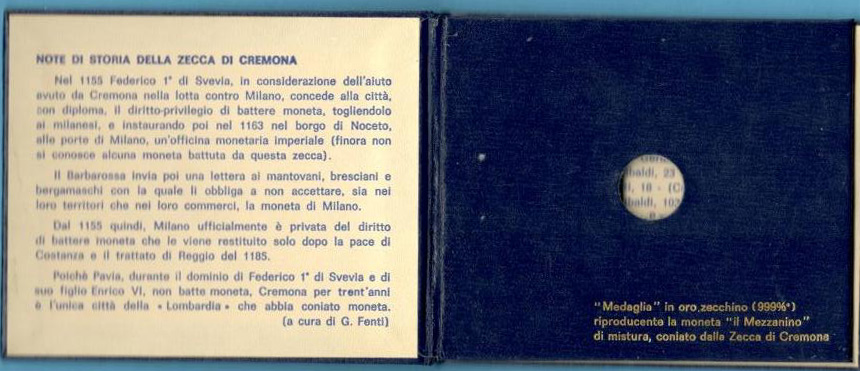 NOTE DI STORIA DELLA ZECCA DI CREMONA
Nel 1155 Federico 1° di Svevia, in considerazione dell'aiuto
avuto da Cremona nella lotta contro Milano, concede alla città,
con diploma, il diritto-privilegio di battere moneta, togliendolo
ai milanesi, e instaurando poi nel 1163 nel borgo di Noceto,
alle porte di Milano, un'officina monetaria imperiale (finora non
si conosce alcuna moneta battuta da questa zecca).
Il Barbarossa invia poi una lettera ai mantovani, bresciani e
bergamaschi con la quale li obbliga a non accettare, sia nei
loro territori che nei loro commerci, la moneta di Milano.
Dal 1155 quindi, Milano ufficialmente è privata del diritto
di battere moneta che le viene restituito solo dopo la pace di
Costanza e il trattato di Reggio del 1185.
Poichè Pavia, durante il dominio di Federico 1° di Svevia e di
suo figlio Enrico VI, non batte moneta, Cremona per trent'anni
è l'unica città della « Lombardia » che abbia coniato moneta.
(a cura di G. Fenti)
baldi, 23
i, 18 - (C
baldi, 103
"Medaglia" in oro zecchino (999%°)
riproducente la moneta "il Mezzanino"
di mistura, coniato dalla Zecca di Cremona